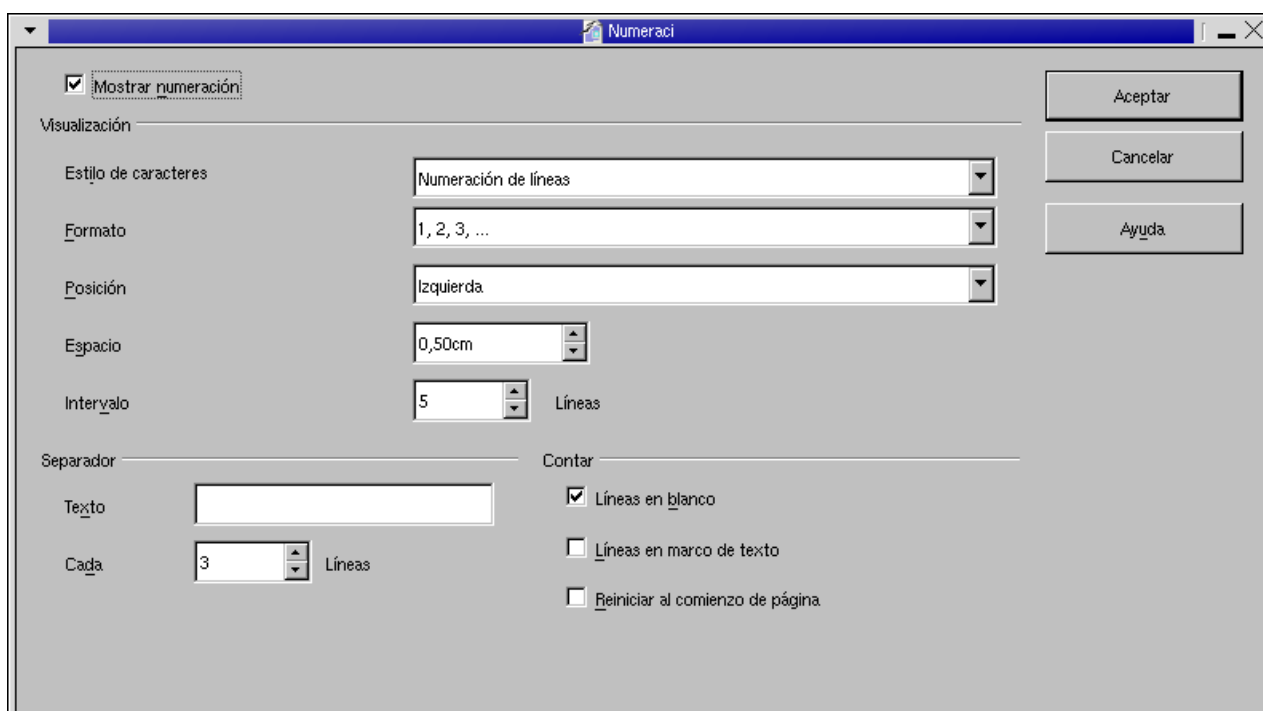 Numeraci
Mostrar numeración
Aceptar
Visualización
Cancelar
Estilo de caracteres
Numeración de líneas
Formato
1, 2, 3, ...
Ayuda
Posición
Izquierda
Espacio
0,50cm
Intervalo
5
Líneas
Separador
Contar
Texto
Líneas en blanco
Cada
3
Líneas
Líneas en marco de texto
Reiniciar al comienzo de página